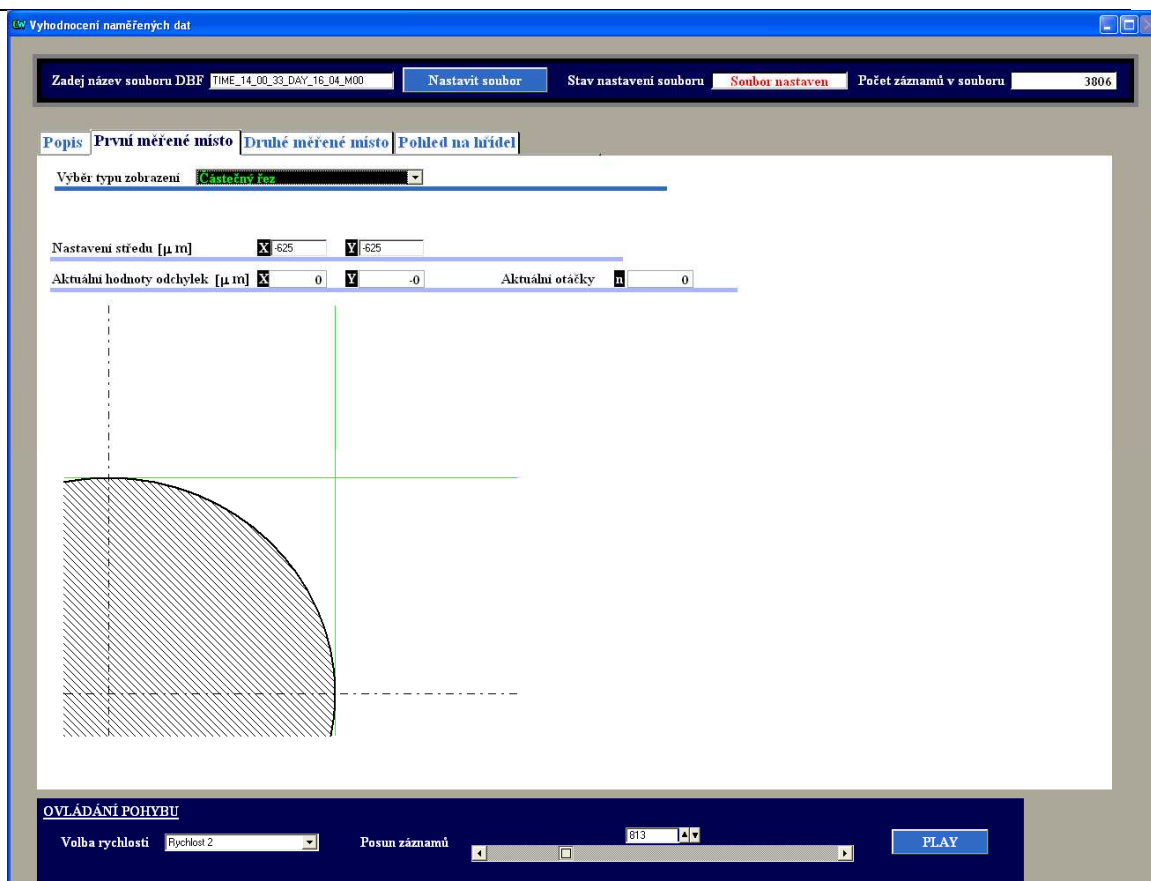 CW Vyhodnocení naměřených dat
Zadej název souboru DBF TIME_14_00_33_DAY_16_04_M00 Nastavit soubor Stav nastavení souboru Soubor nastaven Počet záznamů v souboru 3806
Popis První měřené místo Druhé měřené místo Pohled na hřídel
Výběr typu zobrazení Částečný řez
Nastavení středu [μ m] X -625 Y -625
Aktuální hodnoty odchylek [μ m] X 0 Y -0 Aktuální otáčky n 0
OVLÁDÁNÍ POHYBU
Volba rychlosti Rychlost 2 Posun záznamů 813 PLAY